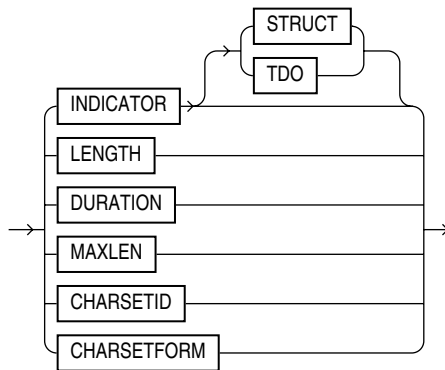 STRUCT
TDO
INDICATOR
LENGTH
DURATION
MAXLEN
CHARSETID
CHARSETFORM